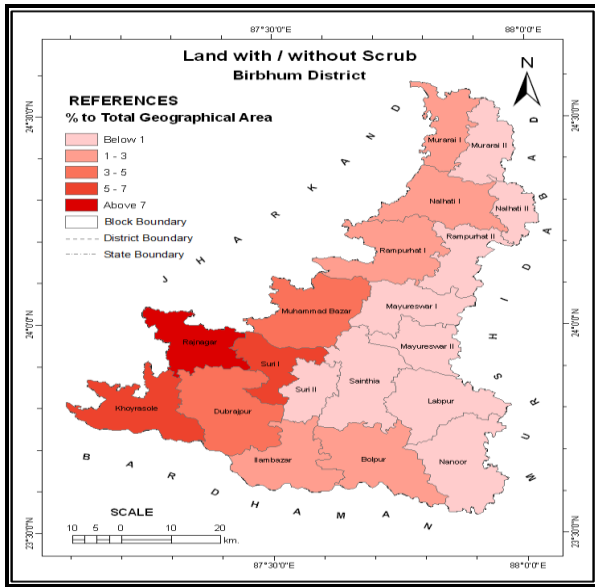 87°30'0"E
88°0'0"E
Land with / without Scrub
Birbhum District
N
REFERENCES
% to Total Geographical Area
Below 1
1 - 3
3 - 5
5 - 7
Above 7
Block Boundary
District Boundary
State Boundary
24°30'0"N
24°30'0"N
24°0'0"N
24°0'0"N
23°30'0"N
23°30'0"N
JHARKAND
MURSHIDABAD
BARDHAMAN
Murarai I
Murarai II
Nalhati I
Nalhati II
Rampurhat II
Rampurhat I
Muhammad Bazar
Mayureswar I
Mayureswar II
Rajnagar
Suri I
Suri II
Sainthia
Labpur
Khoyrasole
Dubrajpur
Nanoor
Ilambazar
Bolpur
SCALE
10 5 0 10 20
km.
87°30'0"E
88°0'0"E